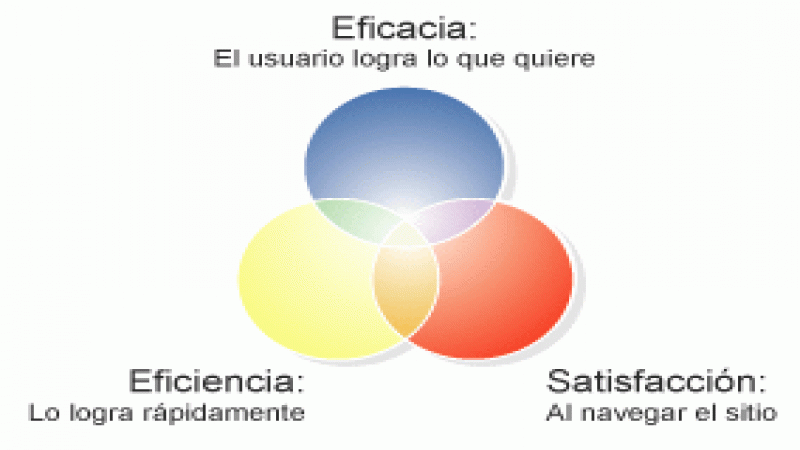 Eficacia:
El usuario logra lo que quiere
Eficiencia:
Lo logra rápidamente
Satisfacción:
Al navegar el sitio